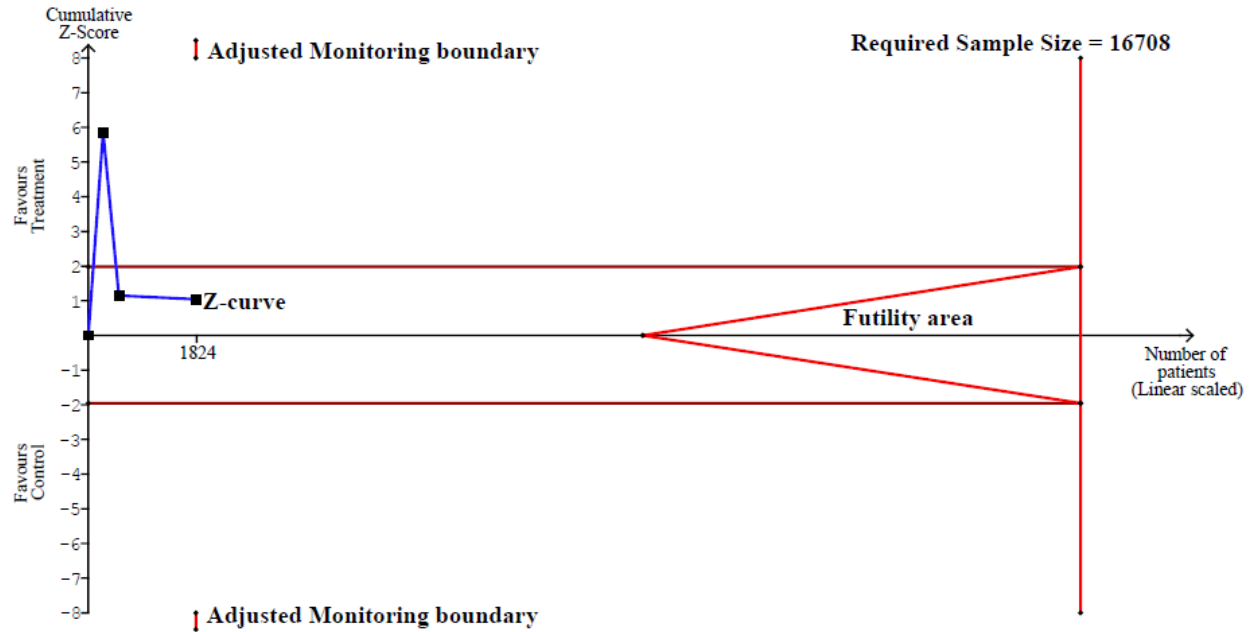 Cumulative
Z-Score
Adjusted Monitoring boundary
Required Sample Size = 16708
8
7
6
5
4
3
2
1
-1
-2
-3
-4
-5
-6
-7
-8
Favours
Treatment
Favours
Control
Z-curve
Futility area
1824
Number of
patients
(Linear scaled)
Adjusted Monitoring boundary